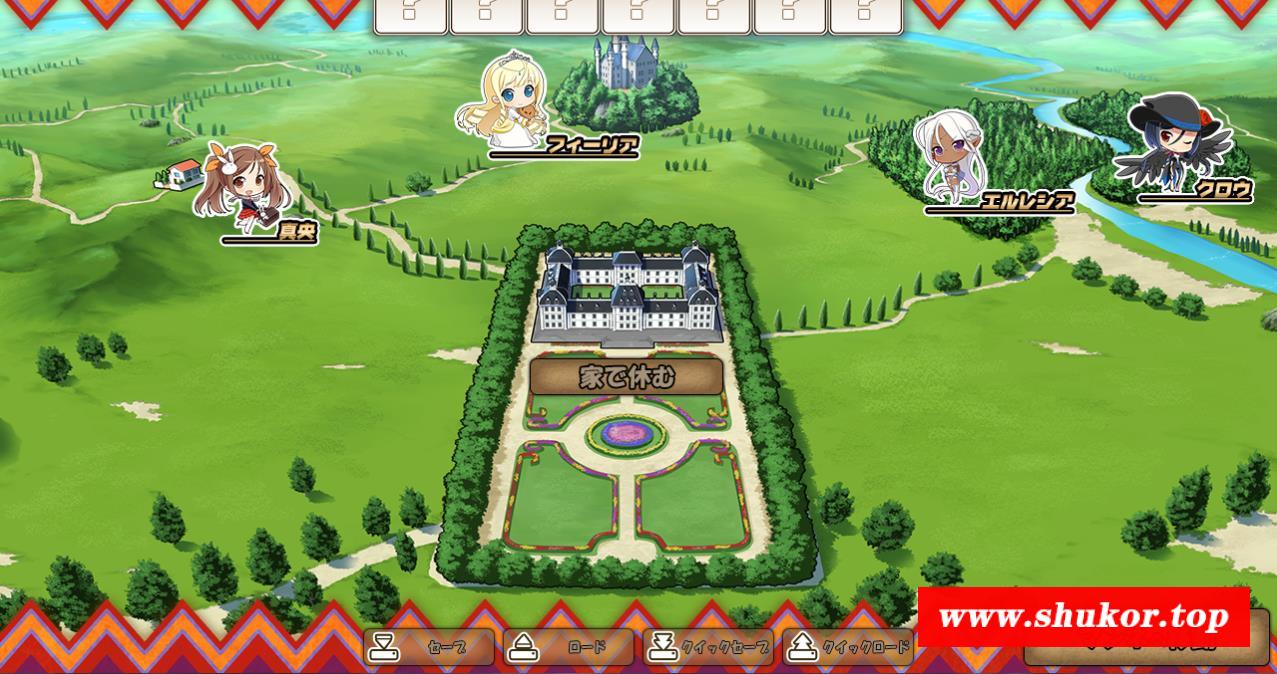 フィーリア
エルレシア
クロウ
真央
家で休む
セーブ
ロード
クイックセーブ
クイックロード
www.shukor.top